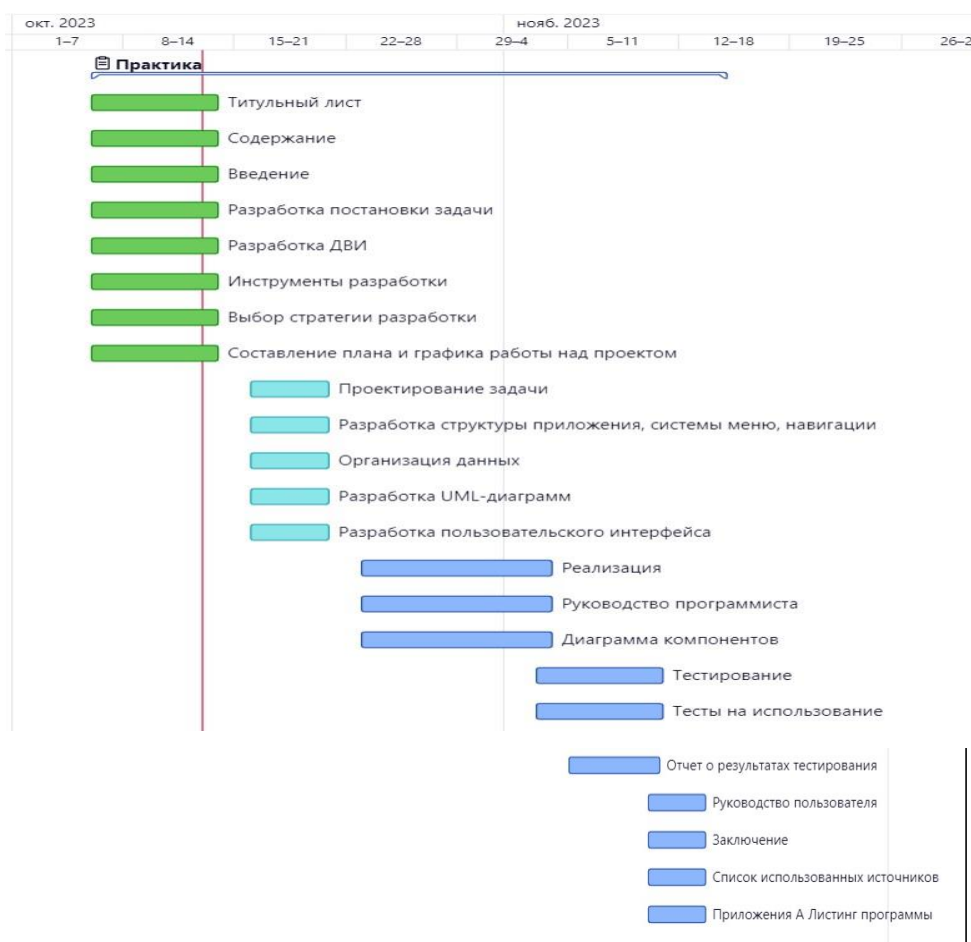 окт. 2023 нояб. 2023
1–7 8–14 15–21 22–28 29–4 5–11 12–18 19–25 26–2
Практика
Титульный лист
Содержание
Введение
Разработка постановки задачи
Разработка ДВИ
Инструменты разработки
Выбор стратегии разработки
Составление плана и графика работы над проектом
Проектирование задачи
Разработка структуры приложения, системы меню, навигации
Организация данных
Разработка UML-диаграмм
Разработка пользовательского интерфейса
Реализация
Руководство программиста
Диаграмма компонентов
Тестирование
Тесты на использование
Отчет о результатах тестирования
Руководство пользователя
Заключение
Список использованных источников
Приложения А Листинг программы